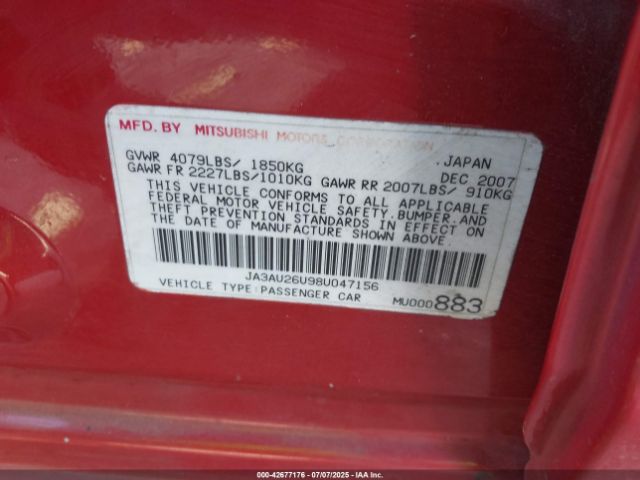 MFD. BY MITSUBISHI MOTORS CORPORATION
.JAPAN
GVWR 4079LBS/ 1850KG DEC 2007
GAWR FR 2227LBS/1010KG GAWR RR 2007LBS/ 910KG
THIS VEHICLE CONFORMS TO ALL APPLICABLE
FEDERAL MOTOR VEHICLE SAFETY, BUMPER, AND
THEFT PREVENTION STANDARDS IN EFFECT ON
THE DATE OF MANUFACTURE SHOWN ABOVE.
JA3AU26U98U047156
VEHICLE TYPE:PASSENGER CAR MU000883
000-42677176 - 07/07/2025 - IAAI INC.